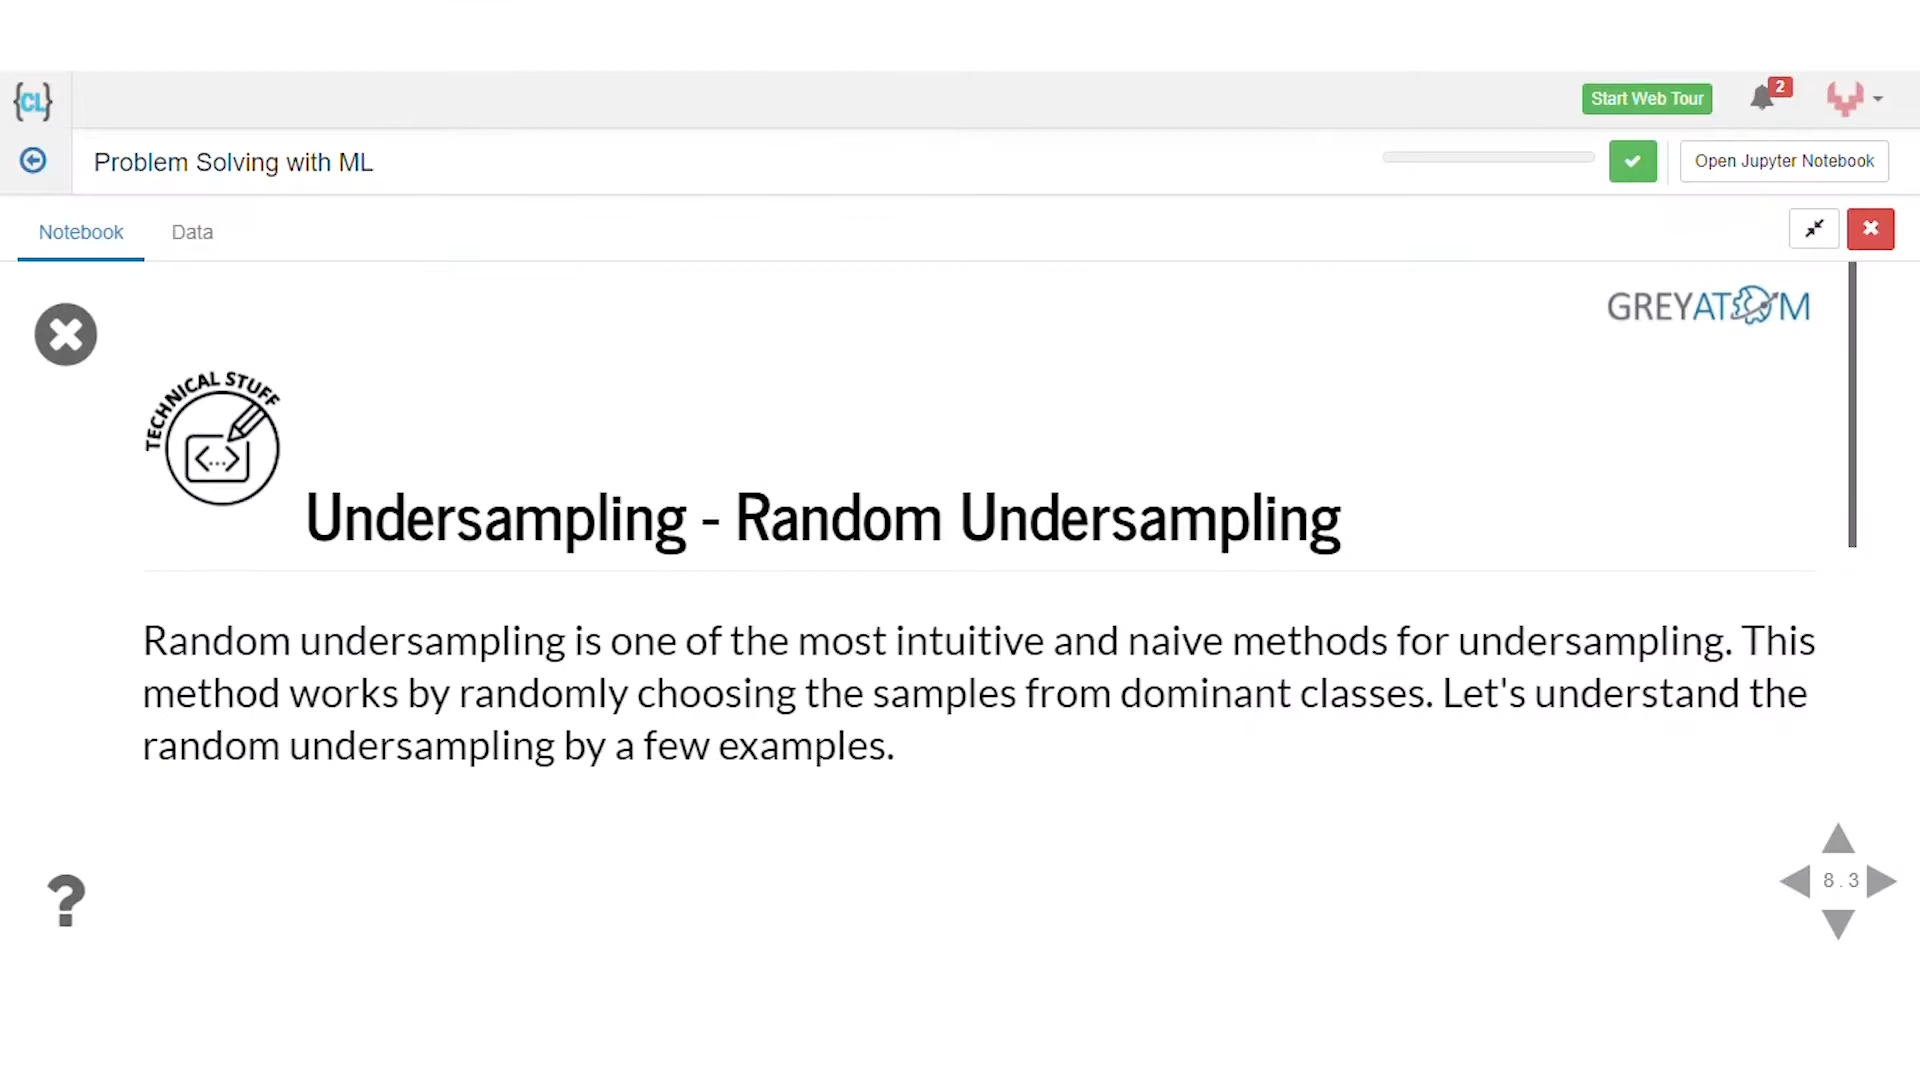 {CL}
Start Web Tour
2
Problem Solving with ML
Open Jupyter Notebook
Notebook
Data
GREYATOM
TECHNICAL STUFF
<...>
Undersampling - Random Undersampling
Random undersampling is one of the most intuitive and naive methods for undersampling. This
method works by randomly choosing the samples from dominant classes. Let's understand the
random undersampling by a few examples.
?
8.3